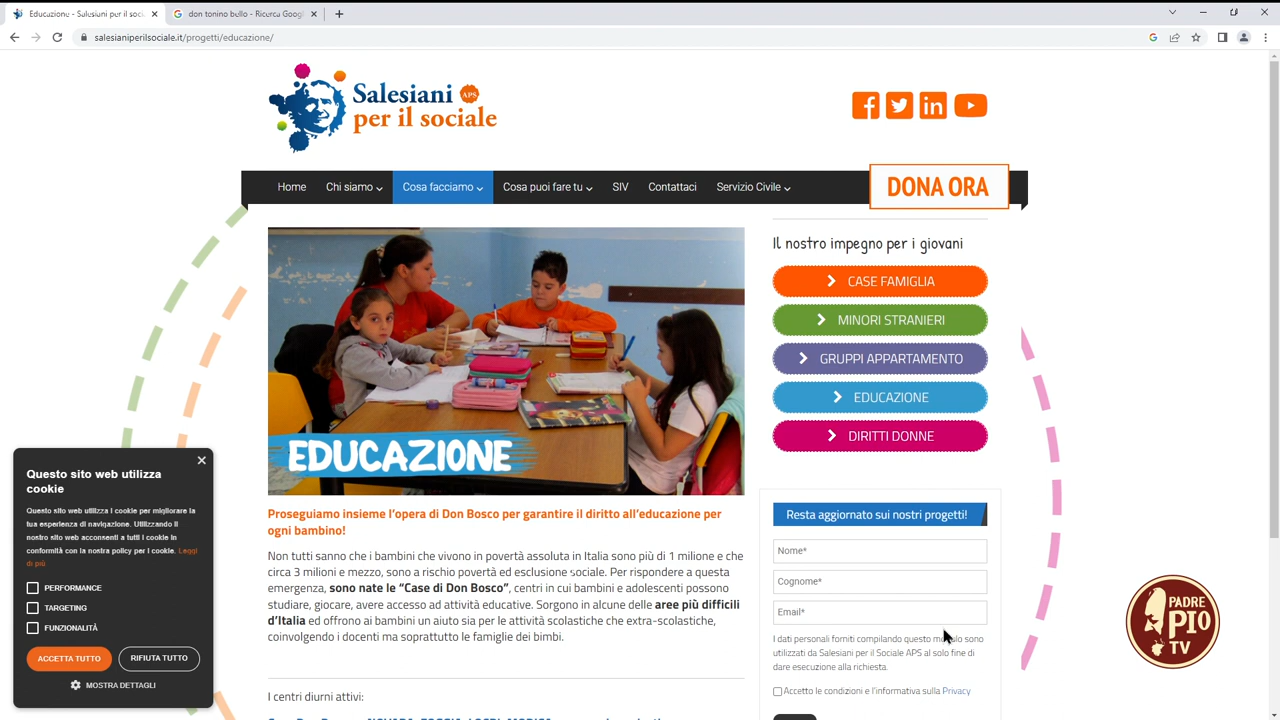 Educazione - Salesiani per il soci
don tonino bello - Ricerca Googl
salesianiperilsociale.it/progetti/educazione/
Salesiani APS
per il sociale
Home
Chi siamo
Cosa facciamo
Cosa puoi fare tu
SIV
Contattaci
Servizio Civile
DONA ORA
EDUCAZIONE
Proseguiamo insieme l'opera di Don Bosco per garantire il diritto all'educazione per
ogni bambino!
Non tutti sanno che i bambini che vivono in povertà assoluta in Italia sono più di 1 milione e che
circa 3 milioni e mezzo, sono a rischio povertà ed esclusione sociale. Per rispondere a questa
emergenza, sono nate le “Case di Don Bosco”, centri in cui bambini e adolescenti possono
studiare, giocare, avere accesso ad attività educative. Sorgono in alcune delle aree più difficili
d'Italia ed offrono ai bambini un aiuto sia per le attività scolastiche che extra-scolastiche,
coinvolgendo i docenti ma soprattutto le famiglie dei bimbi.
I centri diurni attivi:
Il nostro impegno per i giovani
CASE FAMIGLIA
MINORI STRANIERI
GRUPPI APPARTAMENTO
EDUCAZIONE
DIRITTI DONNE
Resta aggiornato sui nostri progetti!
Nome*
Cognome*
Email*
I dati personali forniti compilando questo modulo sono
utilizzati da Salesiani per il Sociale APS al solo fine di
dare esecuzione alla richiesta.
Accetto le condizioni e l'informativa sulla Privacy
Questo sito web utilizza
cookie
Questo sito web utilizza i cookie per migliorare la
tua esperienza di navigazione. Utilizzando il
nostro sito web acconsenti a tutti i cookie in
conformità con la nostra policy per i cookie. Leggi
di più
PERFORMANCE
TARGETING
FUNZIONALITÀ
ACCETTA TUTTO
RIFIUTA TUTTO
MOSTRA DETTAGLI
PADRE
PIO
TV